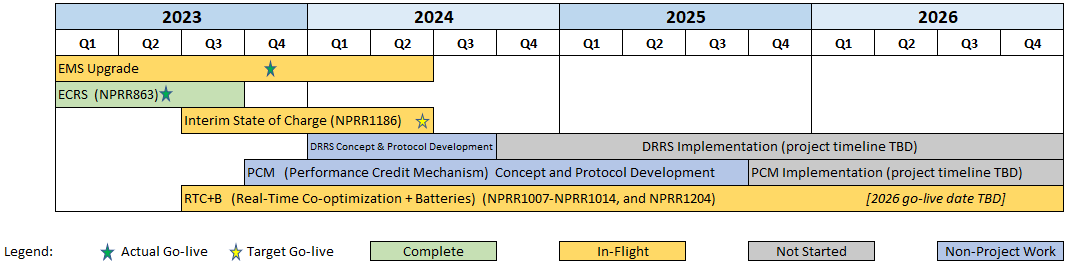 2023 2024 2025 2026
Q1 Q2 Q3 Q4 Q1 Q2 Q3 Q4 Q1 Q2 Q3 Q4 Q1 Q2 Q3 Q4
EMS Upgrade
ECRS (NPRR863)
Interim State of Charge (NPRR1186)
DRRS Concept & Protocol Development DRRS Implementation (project timeline TBD)
PCM (Performance Credit Mechanism) Concept and Protocol Development PCM Implementation (project timeline TBD)
RTC+B (Real-Time Co-optimization + Batteries) (NPRR1007-NPRR1014, and NPRR1204) [2026 go-live date TBD]
Legend: Actual Go-live Target Go-live Complete In-Flight Not Started Non-Project Work